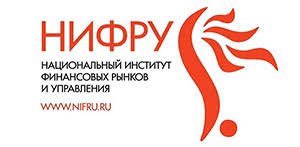 НИФРУ
НАЦИОНАЛЬНЫЙ ИНСТИТУТ
ФИНАНСОВЫХ РЫНКОВ
И УПРАВЛЕНИЯ
WWW.NIFRU.RU